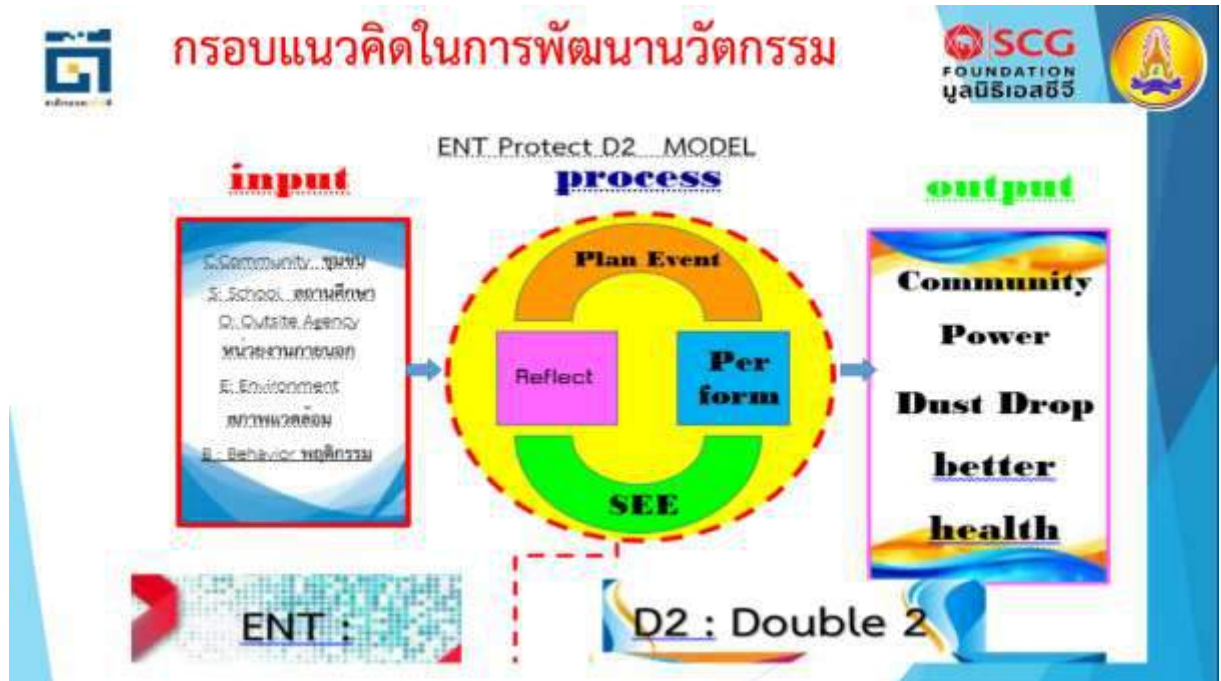 กรอบแนวคิดในการพัฒนานวัตกรรม
SCG
FOUNDATION
มูลนิธิเอสซีจี
ENT Protect D2 MODEL
input
process
output
C:Community ชุมชน
S: School สถานศึกษา
O: Outsite Agency
หน่วยงานภายนอก
E: Environment
สภาพแวดล้อม
B : Behavior พฤติกรรม
Plan Event
Reflect
Per
form
SEE
Community
Power
Dust Drop
better
health
ENT :
D2 : Double 2